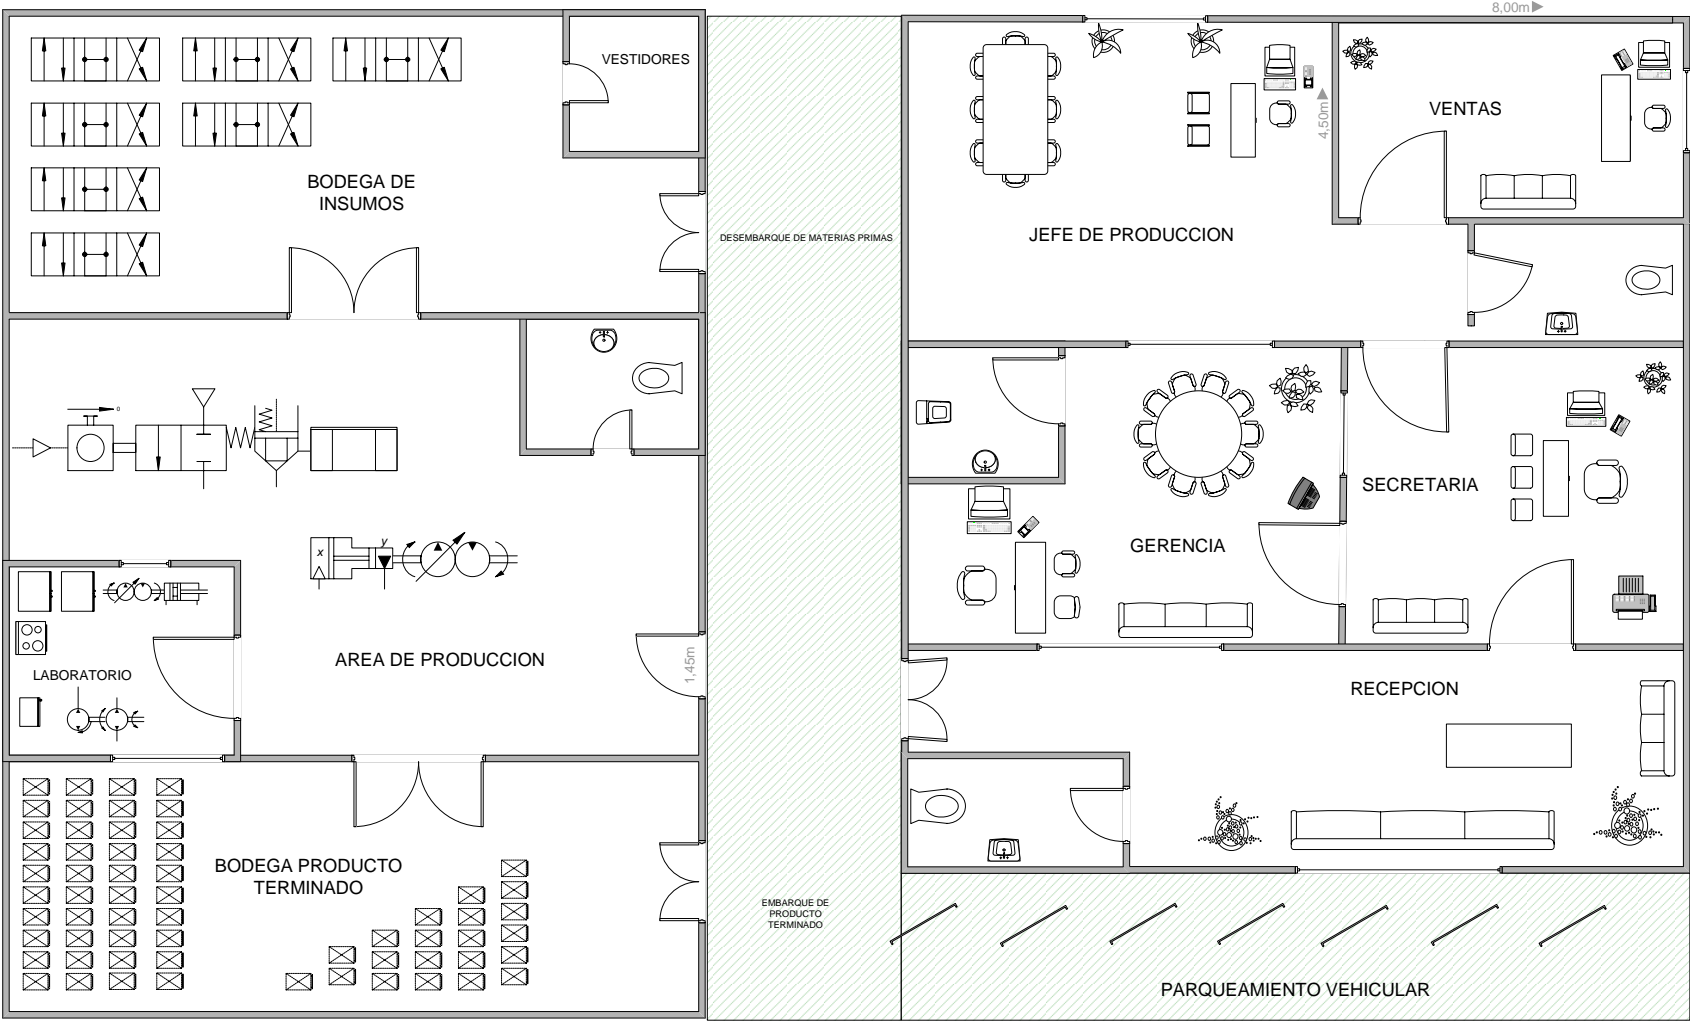 8,00m
VESTIDORES
4,50m
VENTAS
BODEGA DE
INSUMOS
DESEMBARQUE DE MATERIAS PRIMAS
JEFE DE PRODUCCION
SECRETARIA
x
y
GERENCIA
AREA DE PRODUCCION
1,45m
LABORATORIO
RECEPCION
BODEGA PRODUCTO
TERMINADO
EMBARQUE DE
PRODUCTO
TERMINADO
PARQUEAMIENTO VEHICULAR